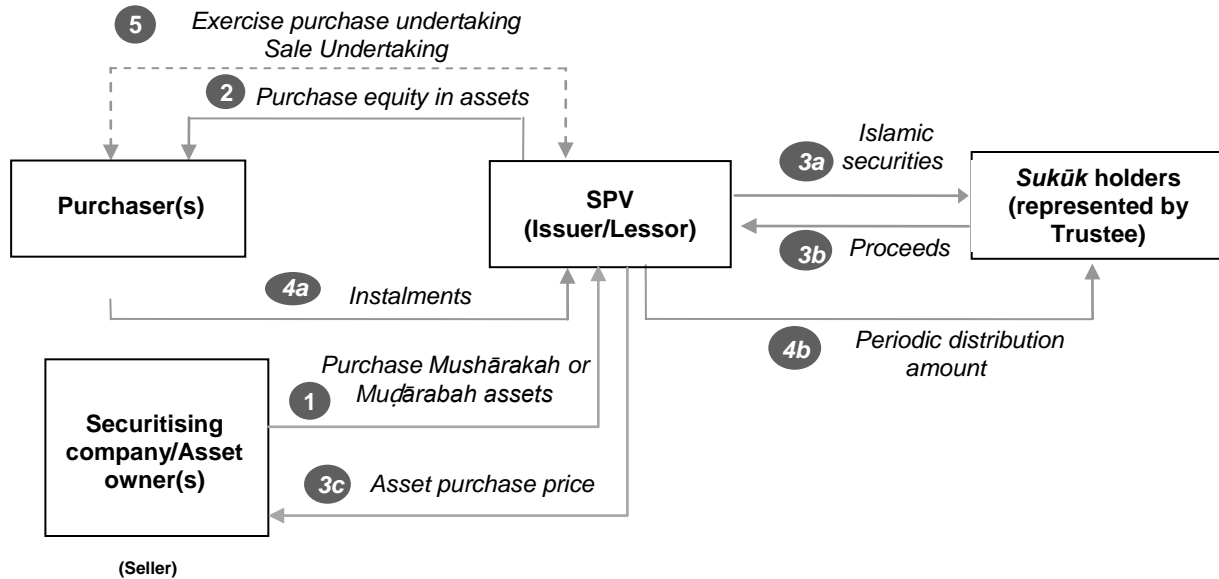 5
Exercise purchase undertaking
Sale Undertaking
2
Purchase equity in assets
Purchaser(s)
SPV
(Issuer/Lessor)
3a
Islamic
securities
Sukūk holders
(represented by
Trustee)
3b
Proceeds
4a
Instalments
4b
Periodic distribution
amount
Securitising
company/Asset
owner(s)
1
Purchase Mushārakah or
Muḍārabah assets
3c
Asset purchase price
(Seller)